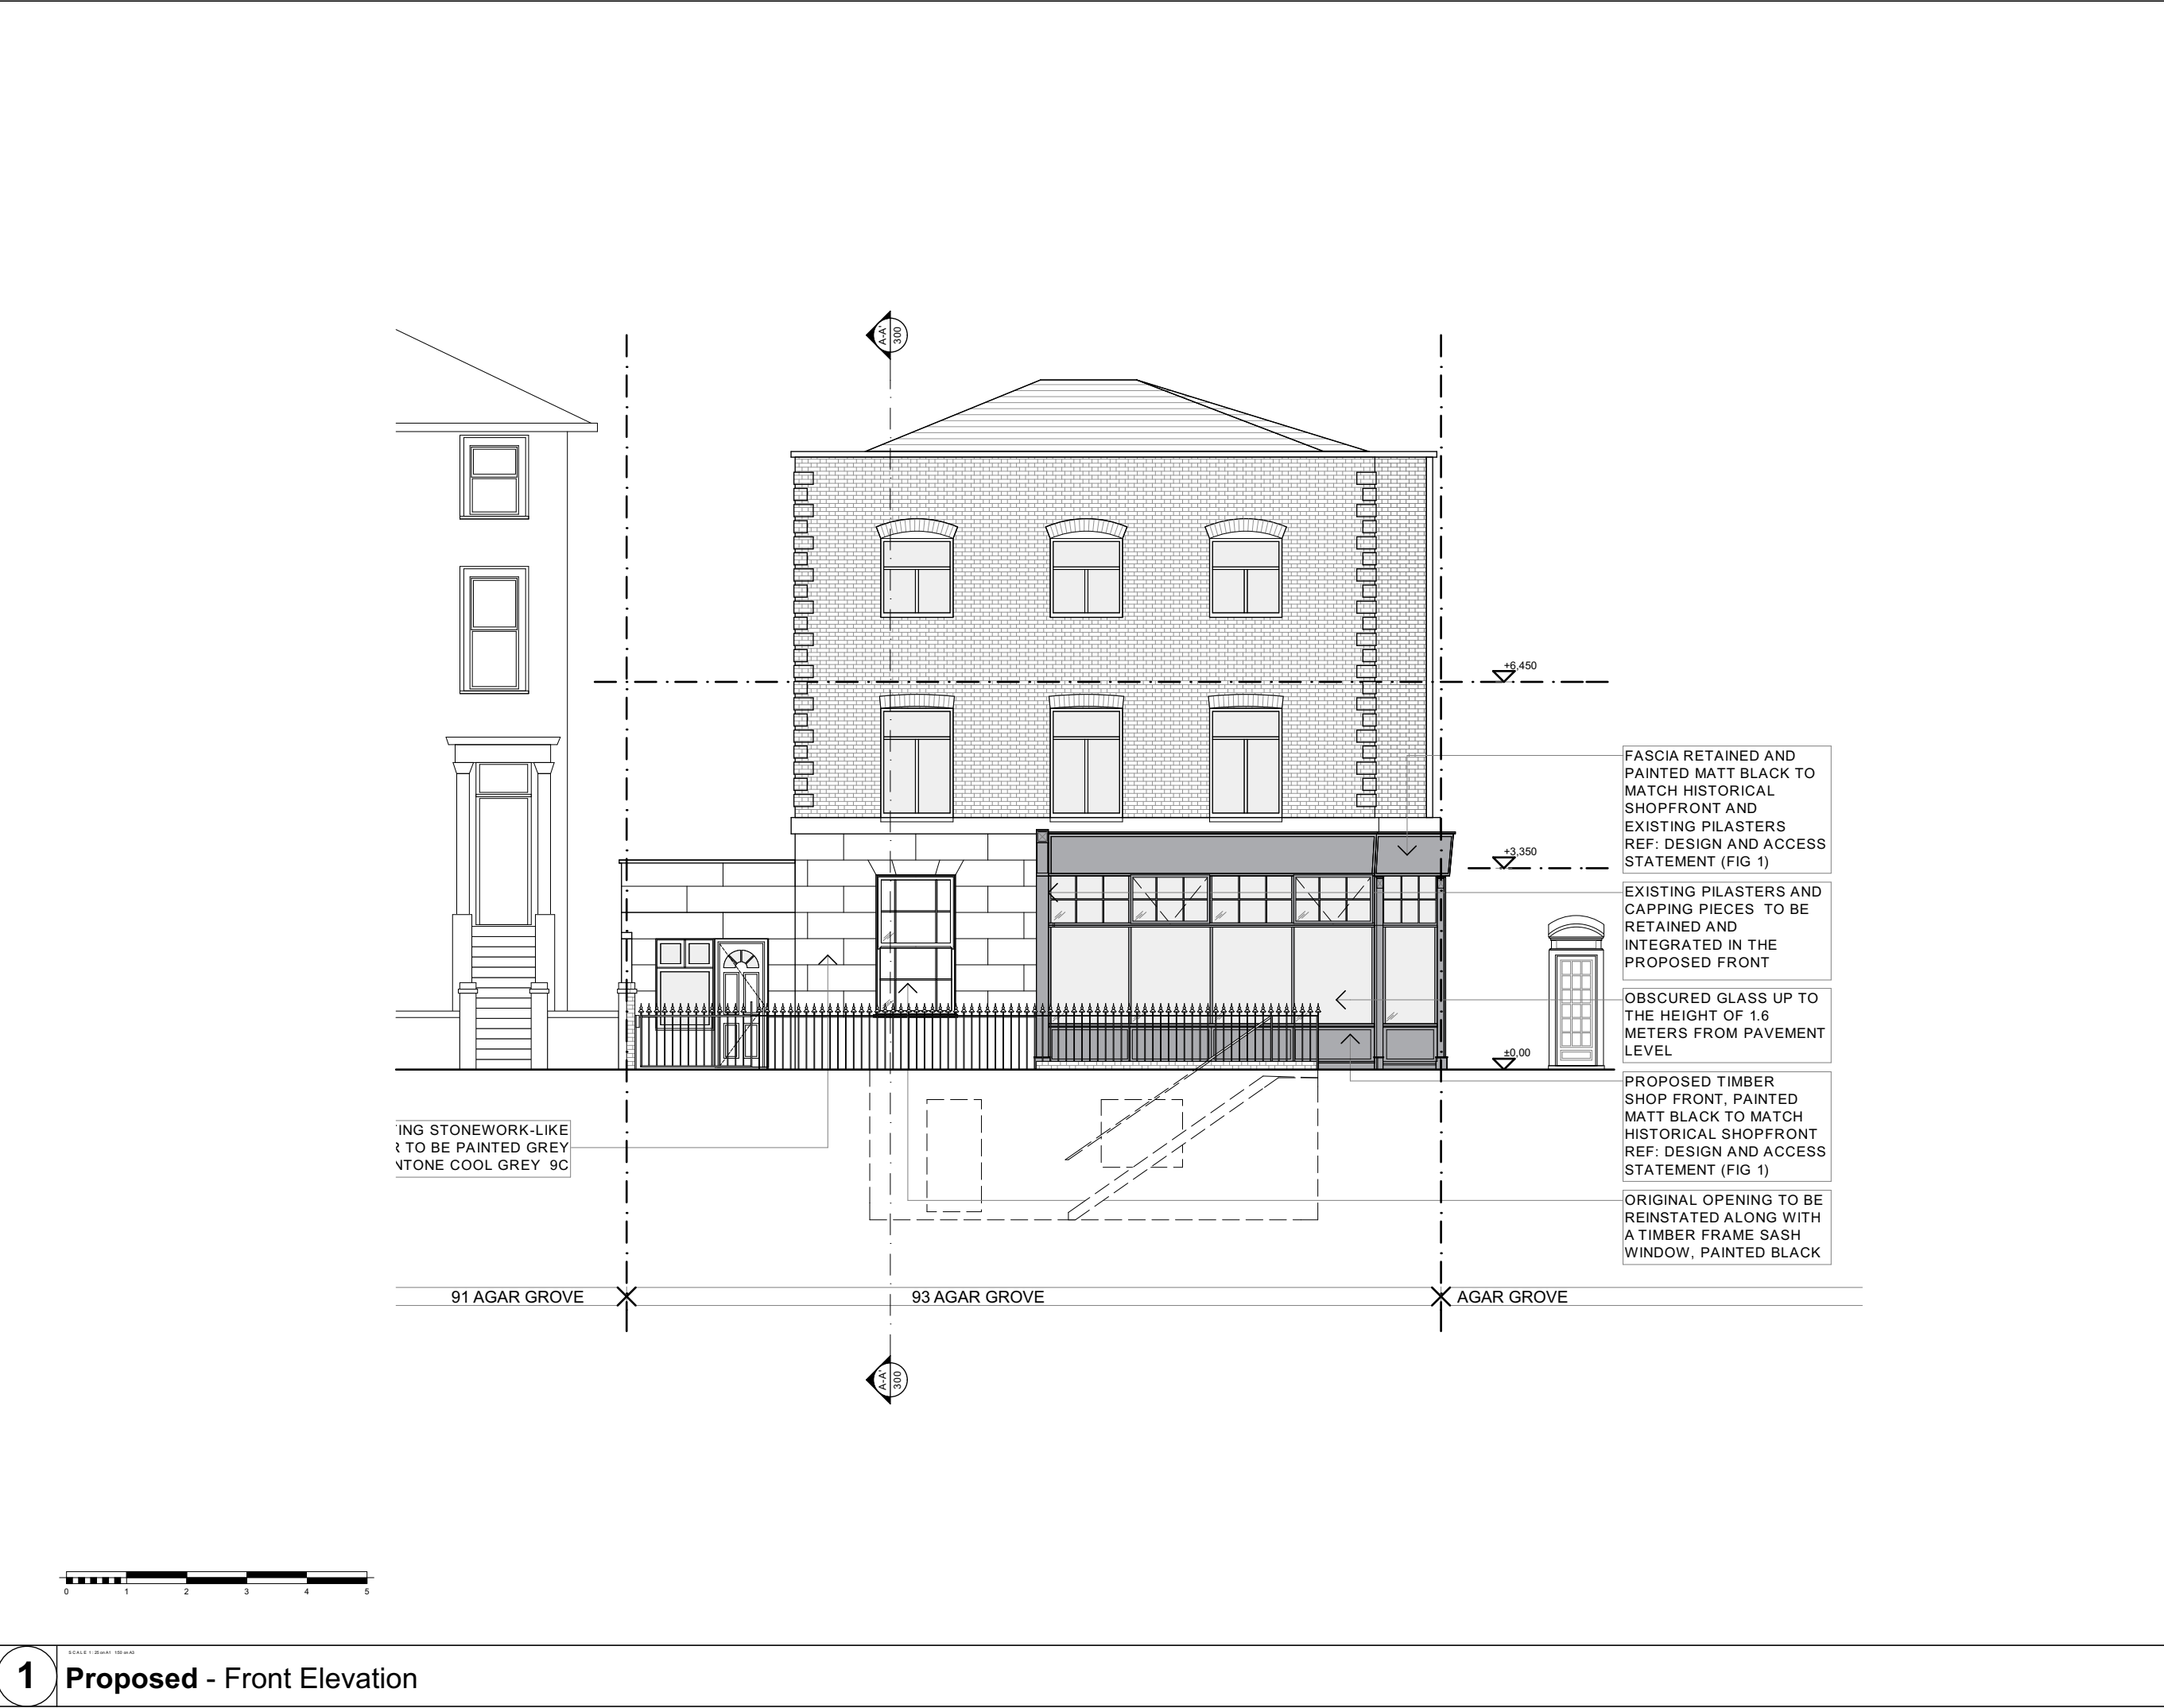 A-A'
300
+6,450
FASCIA RETAINED AND
PAINTED MATT BLACK TO
MATCH HISTORICAL
SHOPFRONT AND
EXISTING PILASTERS
REF: DESIGN AND ACCESS
STATEMENT (FIG 1)
+3,350
EXISTING PILASTERS AND
CAPPING PIECES TO BE
RETAINED AND
INTEGRATED IN THE
PROPOSED FRONT
OBSCURED GLASS UP TO
THE HEIGHT OF 1.6
METERS FROM PAVEMENT
LEVEL
±0,00
PROPOSED TIMBER
SHOP FRONT, PAINTED
MATT BLACK TO MATCH
HISTORICAL SHOPFRONT
REF: DESIGN AND ACCESS
STATEMENT (FIG 1)
ING STONEWORK-LIKE
R TO BE PAINTED GREY
NTONE COOL GREY 9C
ORIGINAL OPENING TO BE
REINSTATED ALONG WITH
A TIMBER FRAME SASH
WINDOW, PAINTED BLACK
91 AGAR GROVE
93 AGAR GROVE
AGAR GROVE
A-A'
300
0 1 2 3 4 5
1
Proposed - Front Elevation